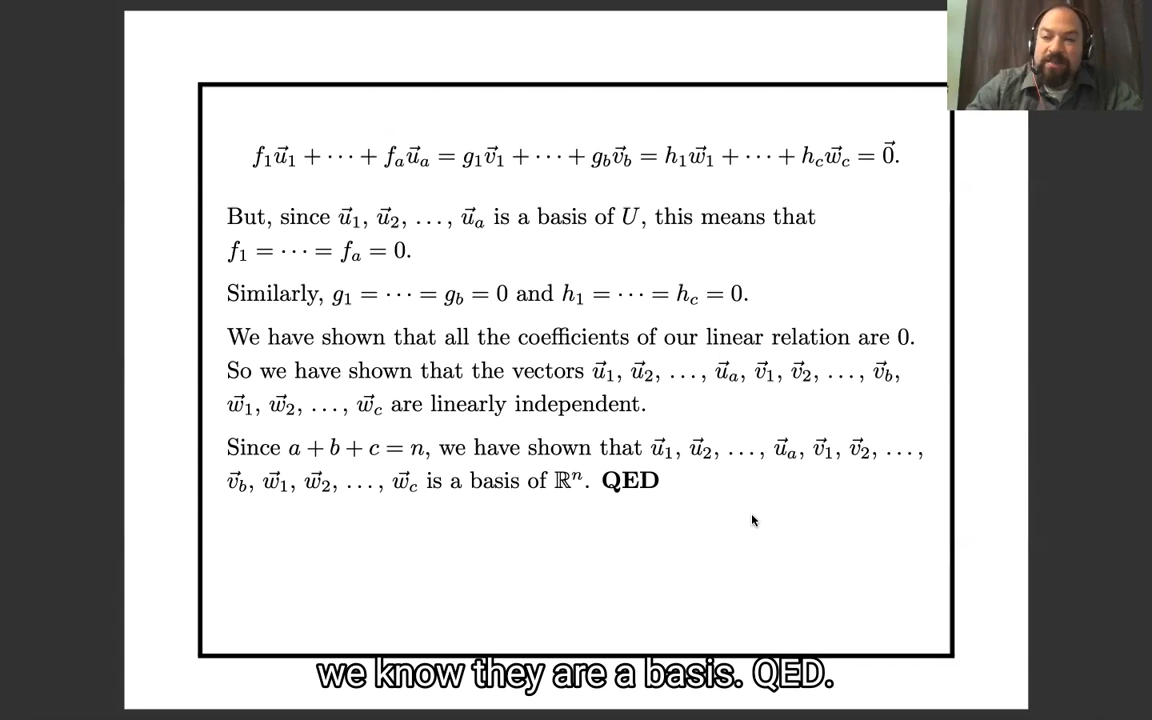 f₁u⃗₁ + ⋯ + fₐu⃗ₐ = g₁v⃗₁ + ⋯ + g_bv⃗_b = h₁w⃗₁ + ⋯ + h_cw⃗_c = 0⃗.
But, since u⃗₁, u⃗₂, …, u⃗ₐ is a basis of U, this means that
f₁ = ⋯ = fₐ = 0.
Similarly, g₁ = ⋯ = g_b = 0 and h₁ = ⋯ = h_c = 0.
We have shown that all the coefficients of our linear relation are 0.
So we have shown that the vectors u⃗₁, u⃗₂, …, u⃗ₐ, v⃗₁, v⃗₂, …, v⃗_b,
w⃗₁, w⃗₂, …, w⃗_c are linearly independent.
Since a + b + c = n, we have shown that u⃗₁, u⃗₂, …, u⃗ₐ, v⃗₁, v⃗₂, …,
v⃗_b, w⃗₁, w⃗₂, …, w⃗_c is a basis of ℝⁿ. QED
we know they are a basis. QED.